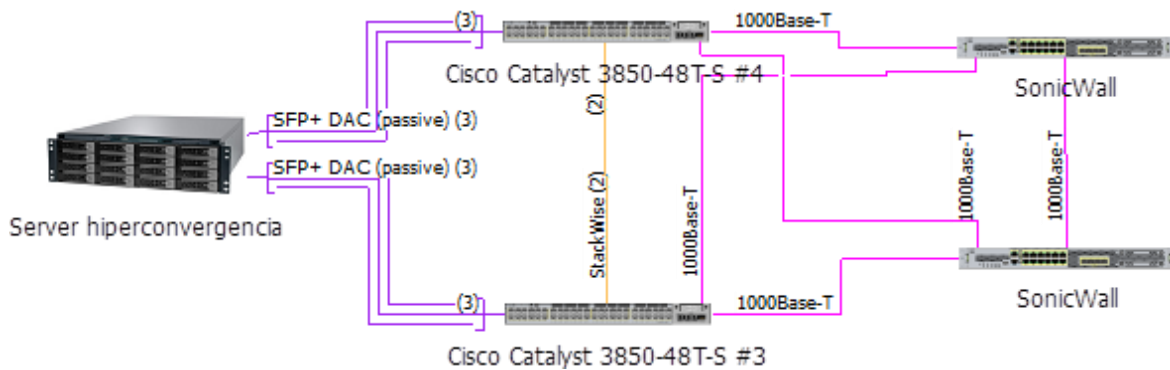 (3)
1000Base-T
Cisco Catalyst 3850-48T-S #4
SonicWall
(2)
SFP+ DAC (passive) (3)
SFP+ DAC (passive) (3)
Server hiperconvergencia
StackWise (2)
1000Base-T
1000Base-T
1000Base-T
(3)
1000Base-T
SonicWall
Cisco Catalyst 3850-48T-S #3